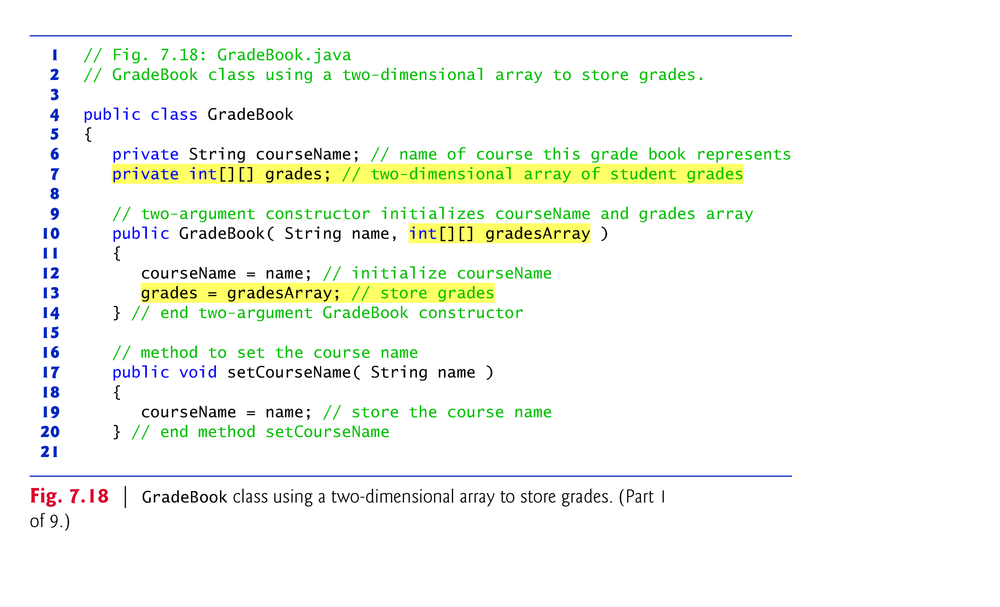 1 // Fig. 7.18: GradeBook.java
2 // GradeBook class using a two-dimensional array to store grades.
3
4 public class GradeBook
5 {
6    private String courseName; // name of course this grade book represents
7    private int[][] grades; // two-dimensional array of student grades
8
9    // two-argument constructor initializes courseName and grades array
10    public GradeBook( String name, int[][] gradesArray )
11    {
12       courseName = name; // initialize courseName
13       grades = gradesArray; // store grades
14    } // end two-argument GradeBook constructor
15
16    // method to set the course name
17    public void setCourseName( String name )
18    {
19       courseName = name; // store the course name
20    } // end method setCourseName
21
Fig. 7.18 | GradeBook class using a two-dimensional array to store grades. (Part 1
of 9.)